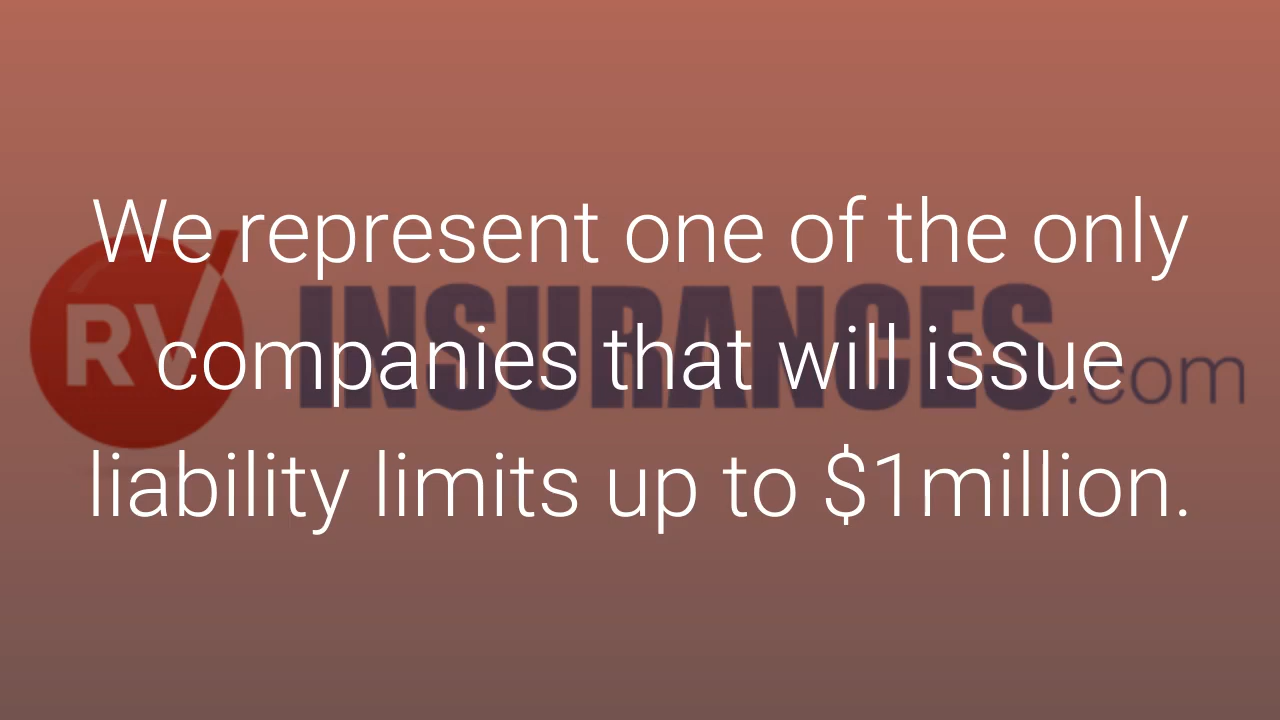 We represent one of the only
RV INSURANCES.com
companies that will issue
liability limits up to $1million.